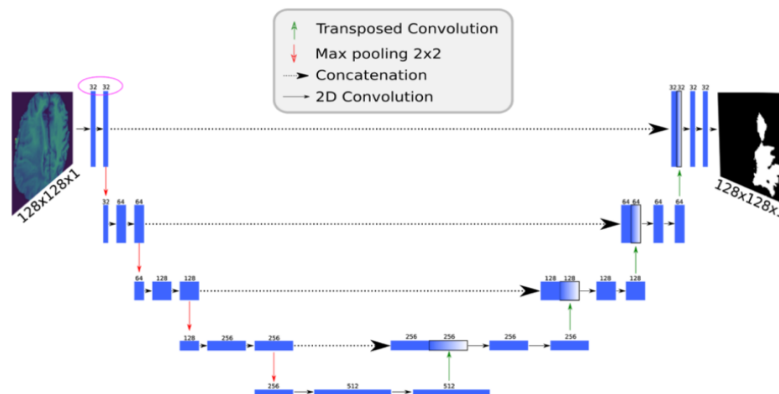 Transposed Convolution
Max pooling 2x2
Concatenation
2D Convolution
32 32
32 32 32 32
128x128x1
128x128x
32 64 64
64 64 64 64
64 128 128
128 128 128 128
128 256 256
256 256 256 256
256 512 512